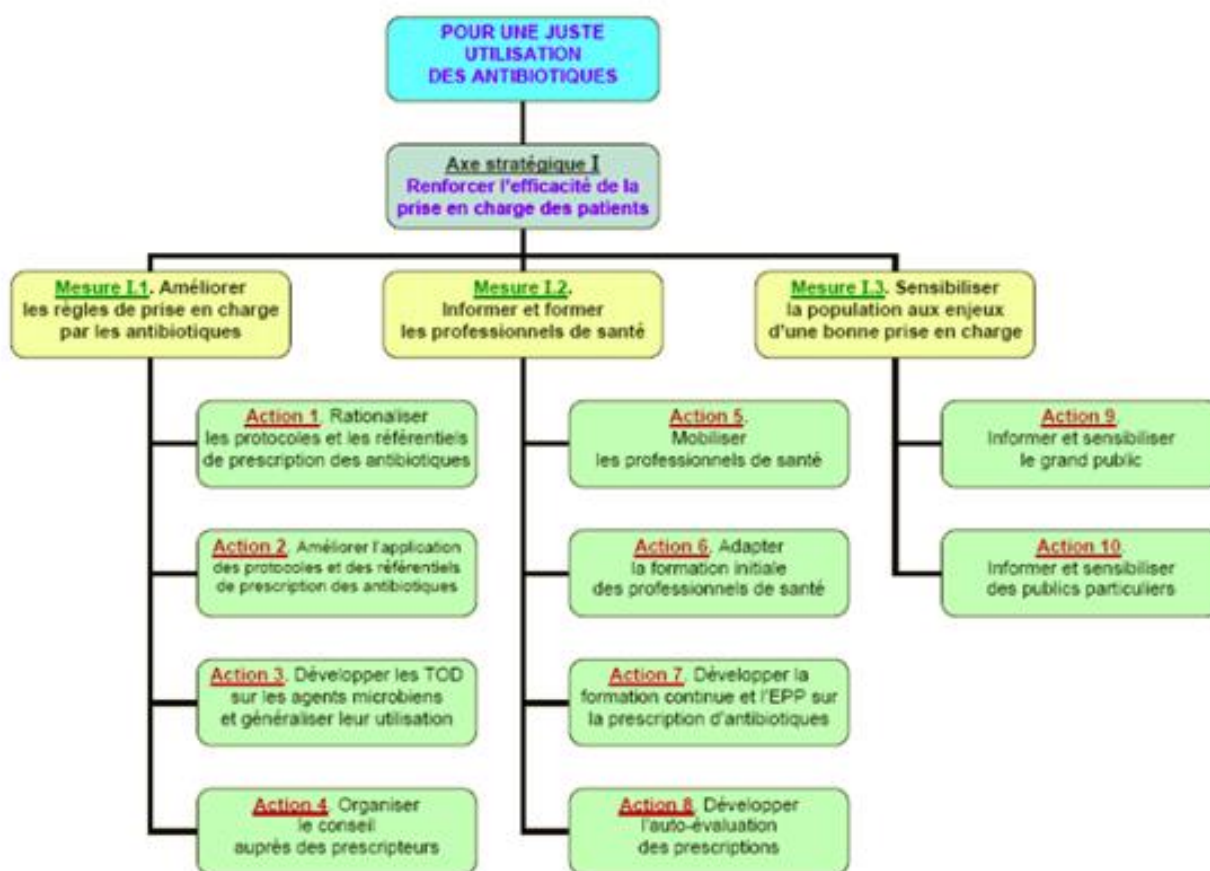 POUR UNE JUSTE
UTILISATION
DES ANTIBIOTIQUES
Axe stratégique I
Renforcer l'efficacité de la
prise en charge des patients
Mesure I.1. Améliorer
les règles de prise en charge
par les antibiotiques
Mesure I.2.
Informer et former
les professionnels de santé
Mesure I.3. Sensibiliser
la population aux enjeux
d'une bonne prise en charge
Action 1. Rationaliser
les protocoles et les référentiels
de prescription des antibiotiques
Action 2. Améliorer l'application
des protocoles et des référentiels
de prescription des antibiotiques
Action 3. Développer les TOD
sur les agents microbiens
et généraliser leur utilisation
Action 4. Organiser
le conseil
auprès des prescripteurs
Action 5.
Mobiliser
les professionnels de santé
Action 6. Adapter
la formation initiale
des professionnels de santé
Action 7. Développer la
formation continue et l'EPP sur
la prescription d'antibiotiques
Action 8. Développer
l'auto-évaluation
des prescriptions
Action 9.
Informer et sensibiliser
le grand public
Action 10
Informer et sensibiliser
des publics particuliers